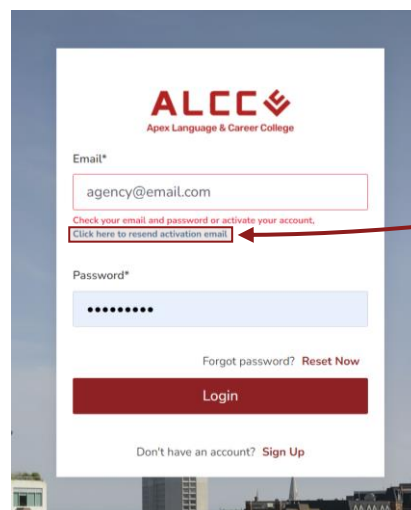 ALCC
Apex Language & Career College
Email*
agency@email.com
Check your email and password or activate your account,
Click here to resend activation email
Password*
•••••••••
Forgot password? Reset Now
Login
Don't have an account? Sign Up